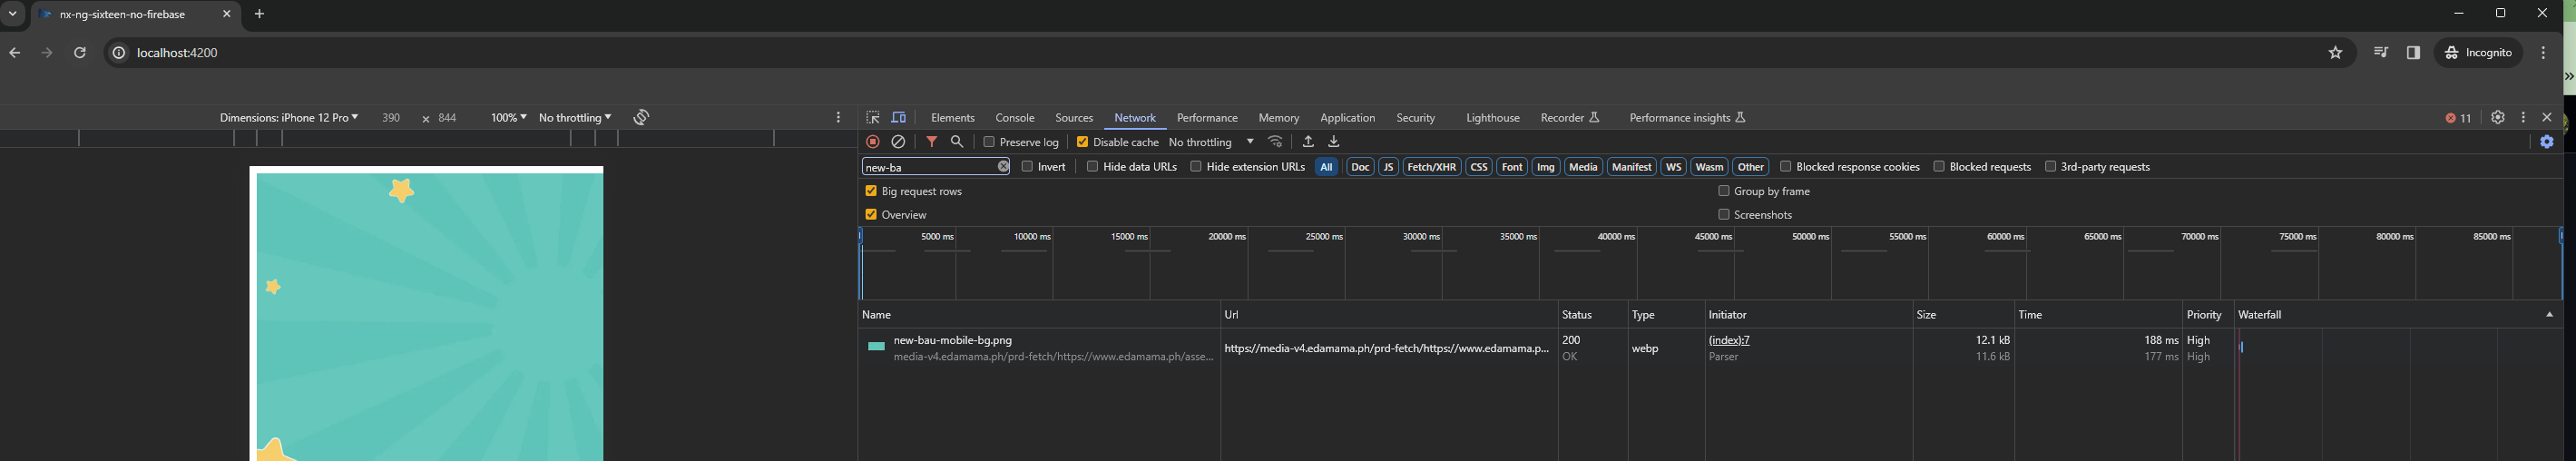 nx-ng-sixteen-no-firebase
localhost:4200
Incognito
Dimensions: iPhone 12 Pro 390 × 844 100% No throttling
Elements Console Sources Network Performance Memory Application Security Lighthouse Recorder Performance insights 11
Preserve log Disable cache No throttling
new-ba Invert Hide data URLs Hide extension URLs All Doc JS Fetch/XHR CSS Font Img Media Manifest WS Wasm Other Blocked response cookies Blocked requests 3rd-party requests
Big request rows Group by frame
Overview Screenshots
5000 ms 10000 ms 15000 ms 20000 ms 25000 ms 30000 ms 35000 ms 40000 ms 45000 ms 50000 ms 55000 ms 60000 ms 65000 ms 70000 ms 75000 ms 80000 ms 85000 ms
Name Url Status Type Initiator Size Time Priority Waterfall
new-bau-mobile-bg.png https://media-v4.edamama.ph/prd-fetch/https://www.edamama.p... 200 webp (index):7 12.1 kB 188 ms High
media-v4.edamama.ph/prd-fetch/https://www.edamama.ph/asse... OK Parser 11.6 kB 177 ms High